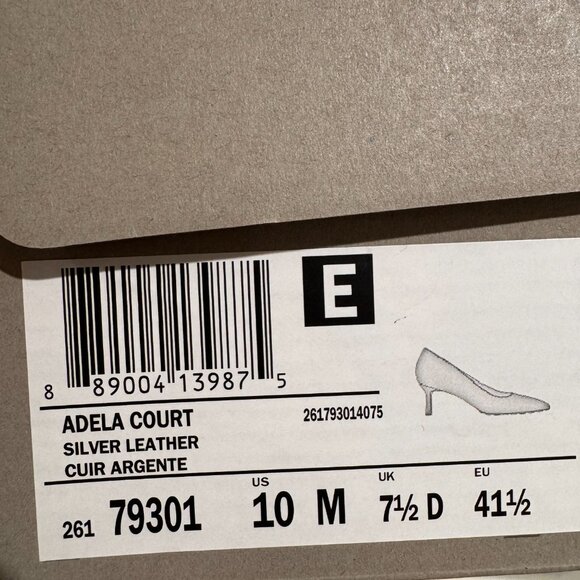 E
8 89004 13987 5
ADELA COURT 261793014075
SILVER LEATHER
CUIR ARGENTE
US UK EU
261 79301 10 M 7½ D 41½